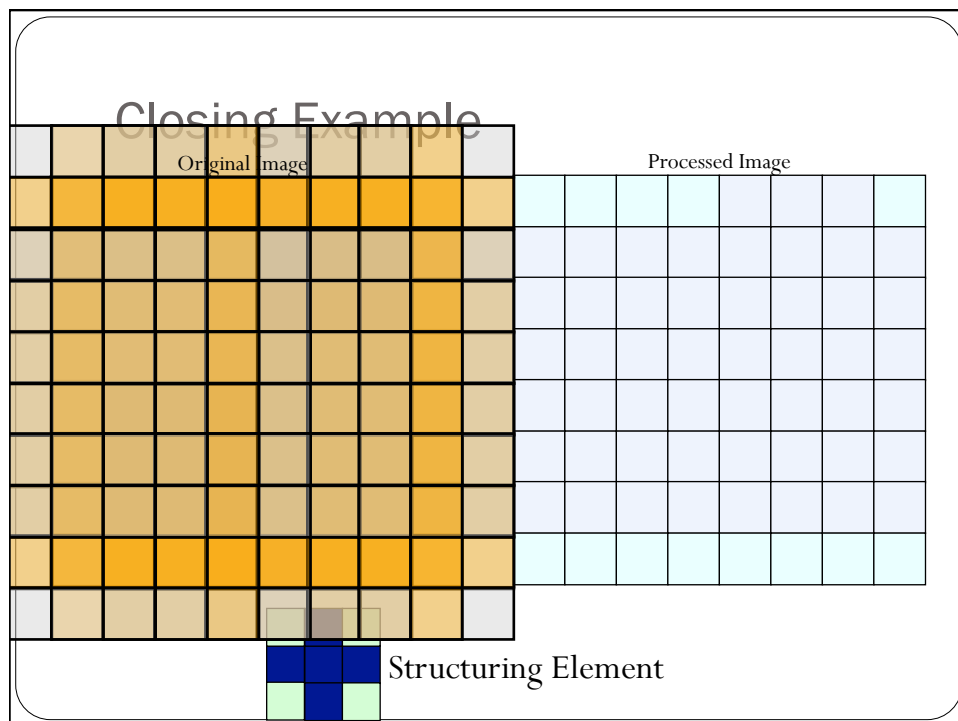 Closing Example
Original Image
Processed Image
Structuring Element